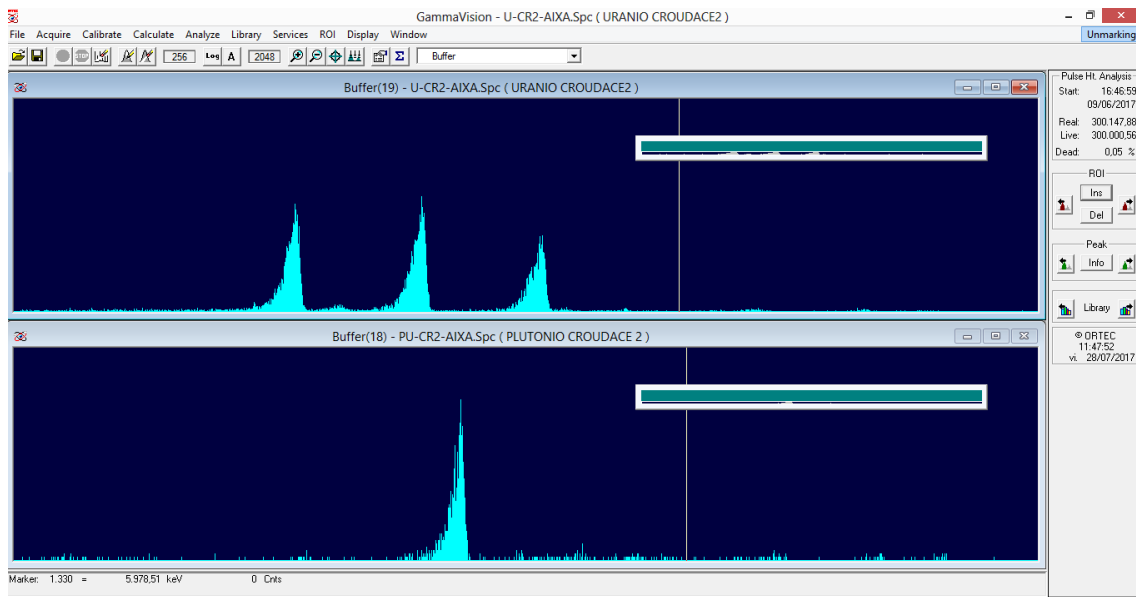 GammaVision - U-CR2-AIXA.Spc ( URANIO CROUDACE2 )
File Acquire Calibrate Calculate Analyze Library Services ROI Display Window
Unmarking
256 Log A 2048 Σ Buffer
Buffer(19) - U-CR2-AIXA.Spc ( URANIO CROUDACE2 )
Pulse Ht. Analysis
Start: 16:46:59
09/06/2017
Real: 300.147,88
Live: 300.000,56
Dead: 0,05 %
ROI
Ins
Del
Peak
Info
Library
© ORTEC
11:47:52
vi. 28/07/2017
Buffer(18) - PU-CR2-AIXA.Spc ( PLUTONIO CROUDACE 2 )
Marker: 1.330 = 5.978,51 keV 0 Cnts